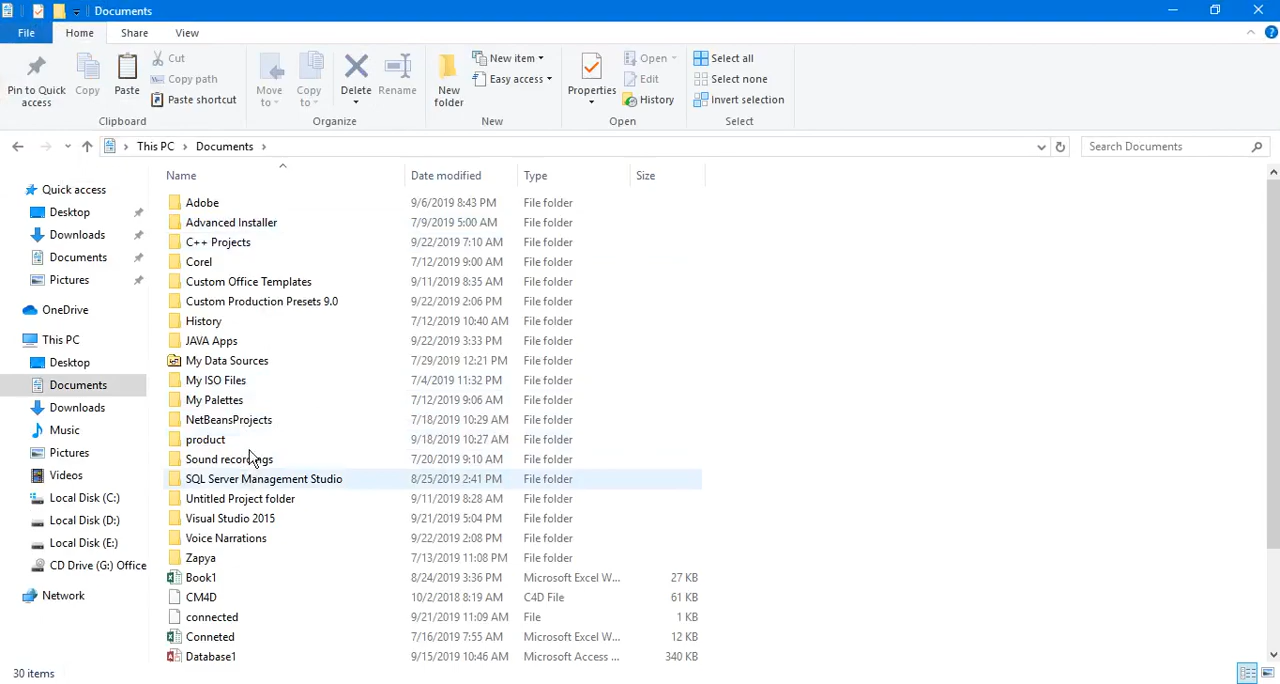 Documents
File Home Share View
Pin to Quick access
Copy
Paste
Cut
Copy path
Paste shortcut
Clipboard
Move to
Copy to
Delete
Rename
Organize
New folder
New item
Easy access
New
Properties
Open
Edit
History
Open
Select all
Select none
Invert selection
Select
This PC Documents
Search Documents
Quick access
Desktop
Downloads
Documents
Pictures
OneDrive
This PC
Desktop
Documents
Downloads
Music
Pictures
Videos
Local Disk (C:)
Local Disk (D:)
Local Disk (E:)
CD Drive (G:) Office
Network
Name Date modified Type Size
Adobe 9/6/2019 8:43 PM File folder
Advanced Installer 7/9/2019 5:00 AM File folder
C++ Projects 9/22/2019 7:10 AM File folder
Corel 7/12/2019 9:00 AM File folder
Custom Office Templates 9/11/2019 8:35 AM File folder
Custom Production Presets 9.0 9/22/2019 2:06 PM File folder
History 7/12/2019 10:40 AM File folder
JAVA Apps 9/22/2019 3:33 PM File folder
My Data Sources 7/29/2019 12:21 PM File folder
My ISO Files 7/4/2019 11:32 PM File folder
My Palettes 7/12/2019 9:06 AM File folder
NetBeansProjects 7/18/2019 10:29 AM File folder
product 9/18/2019 10:27 AM File folder
Sound recordings 7/20/2019 9:10 AM File folder
SQL Server Management Studio 8/25/2019 2:41 PM File folder
Untitled Project folder 9/11/2019 8:28 AM File folder
Visual Studio 2015 9/21/2019 5:04 PM File folder
Voice Narrations 9/22/2019 2:08 PM File folder
Zapya 7/13/2019 11:08 PM File folder
Book1 8/24/2019 3:36 PM Microsoft Excel W... 27 KB
CM4D 10/2/2018 8:19 AM C4D File 61 KB
connected 9/21/2019 11:09 AM File 1 KB
Conneted 7/16/2019 7:55 AM Microsoft Excel W... 12 KB
Database1 9/15/2019 10:46 AM Microsoft Access ... 340 KB
30 items